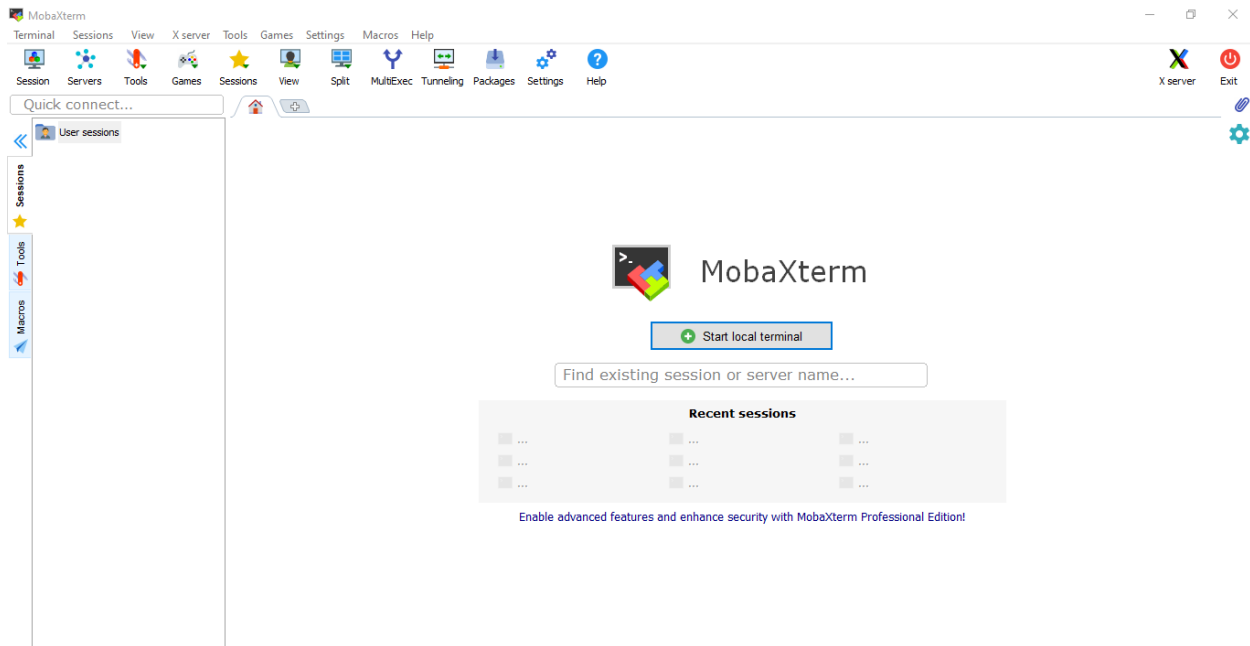 MobaXterm
Terminal Sessions View X server Tools Games Settings Macros Help
Session Servers Tools Games Sessions View Split MultiExec Tunneling Packages Settings Help X server Exit
Quick connect...
User sessions
Sessions
Tools
Macros
>_
MobaXterm
Start local terminal
Find existing session or server name...
Recent sessions
... ... ...
... ... ...
... ... ...
Enable advanced features and enhance security with MobaXterm Professional Edition!